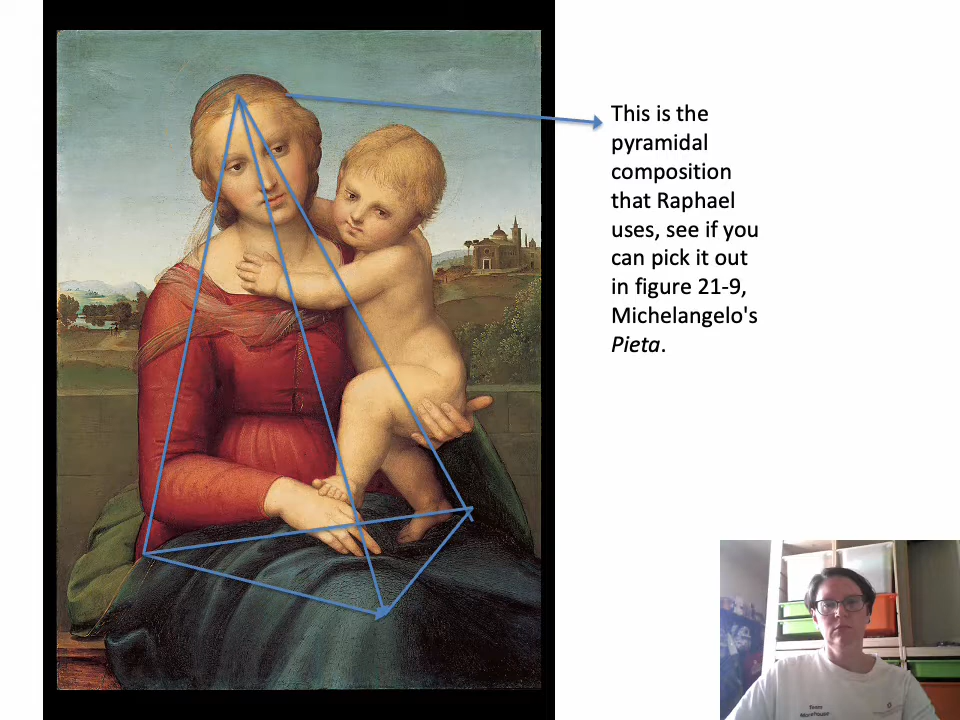 This is the
pyramidal
composition
that Raphael
uses, see if you
can pick it out
in figure 21-9,
Michelangelo's
Pieta.
Team